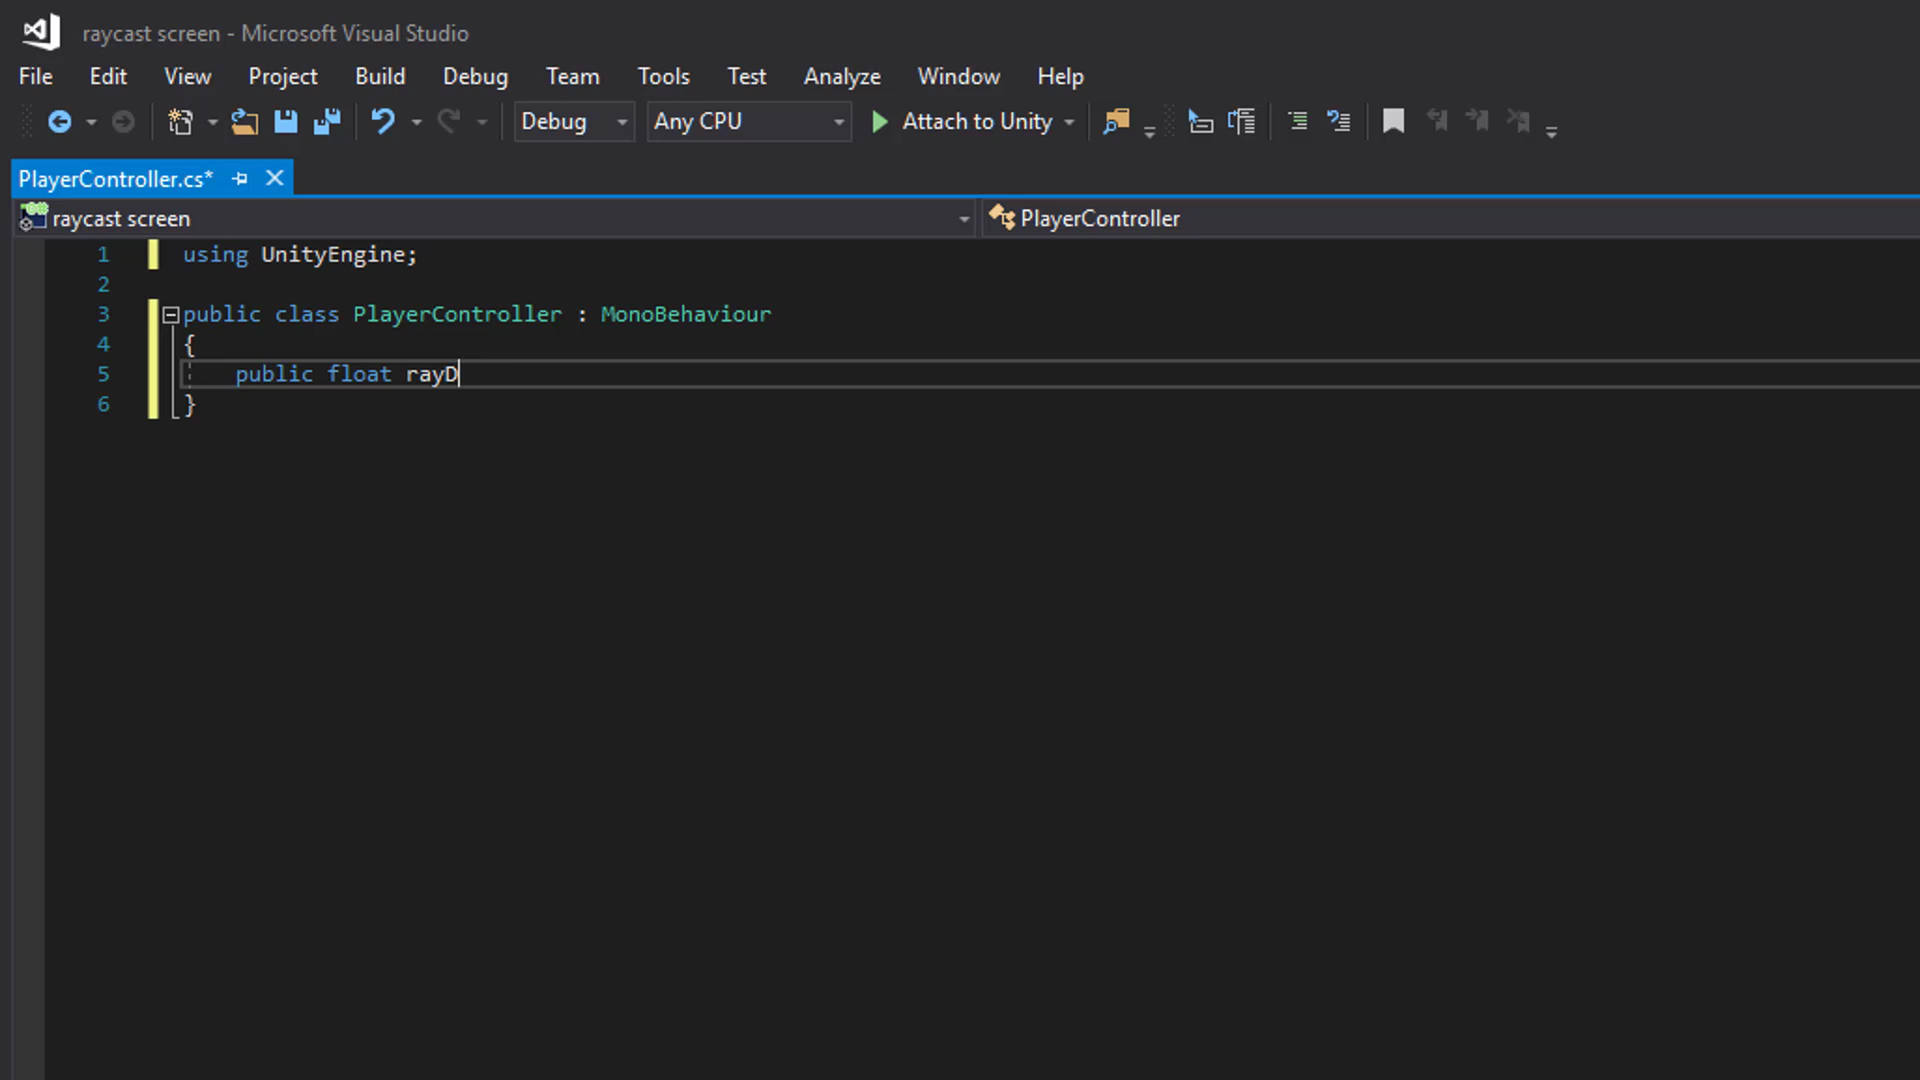 raycast screen - Microsoft Visual Studio
File Edit View Project Build Debug Team Tools Test Analyze Window Help
Debug Any CPU Attach to Unity
PlayerController.cs*
raycast screen PlayerController
1 using UnityEngine;
2
3 public class PlayerController : MonoBehaviour
4 {
5 public float rayD
6 }